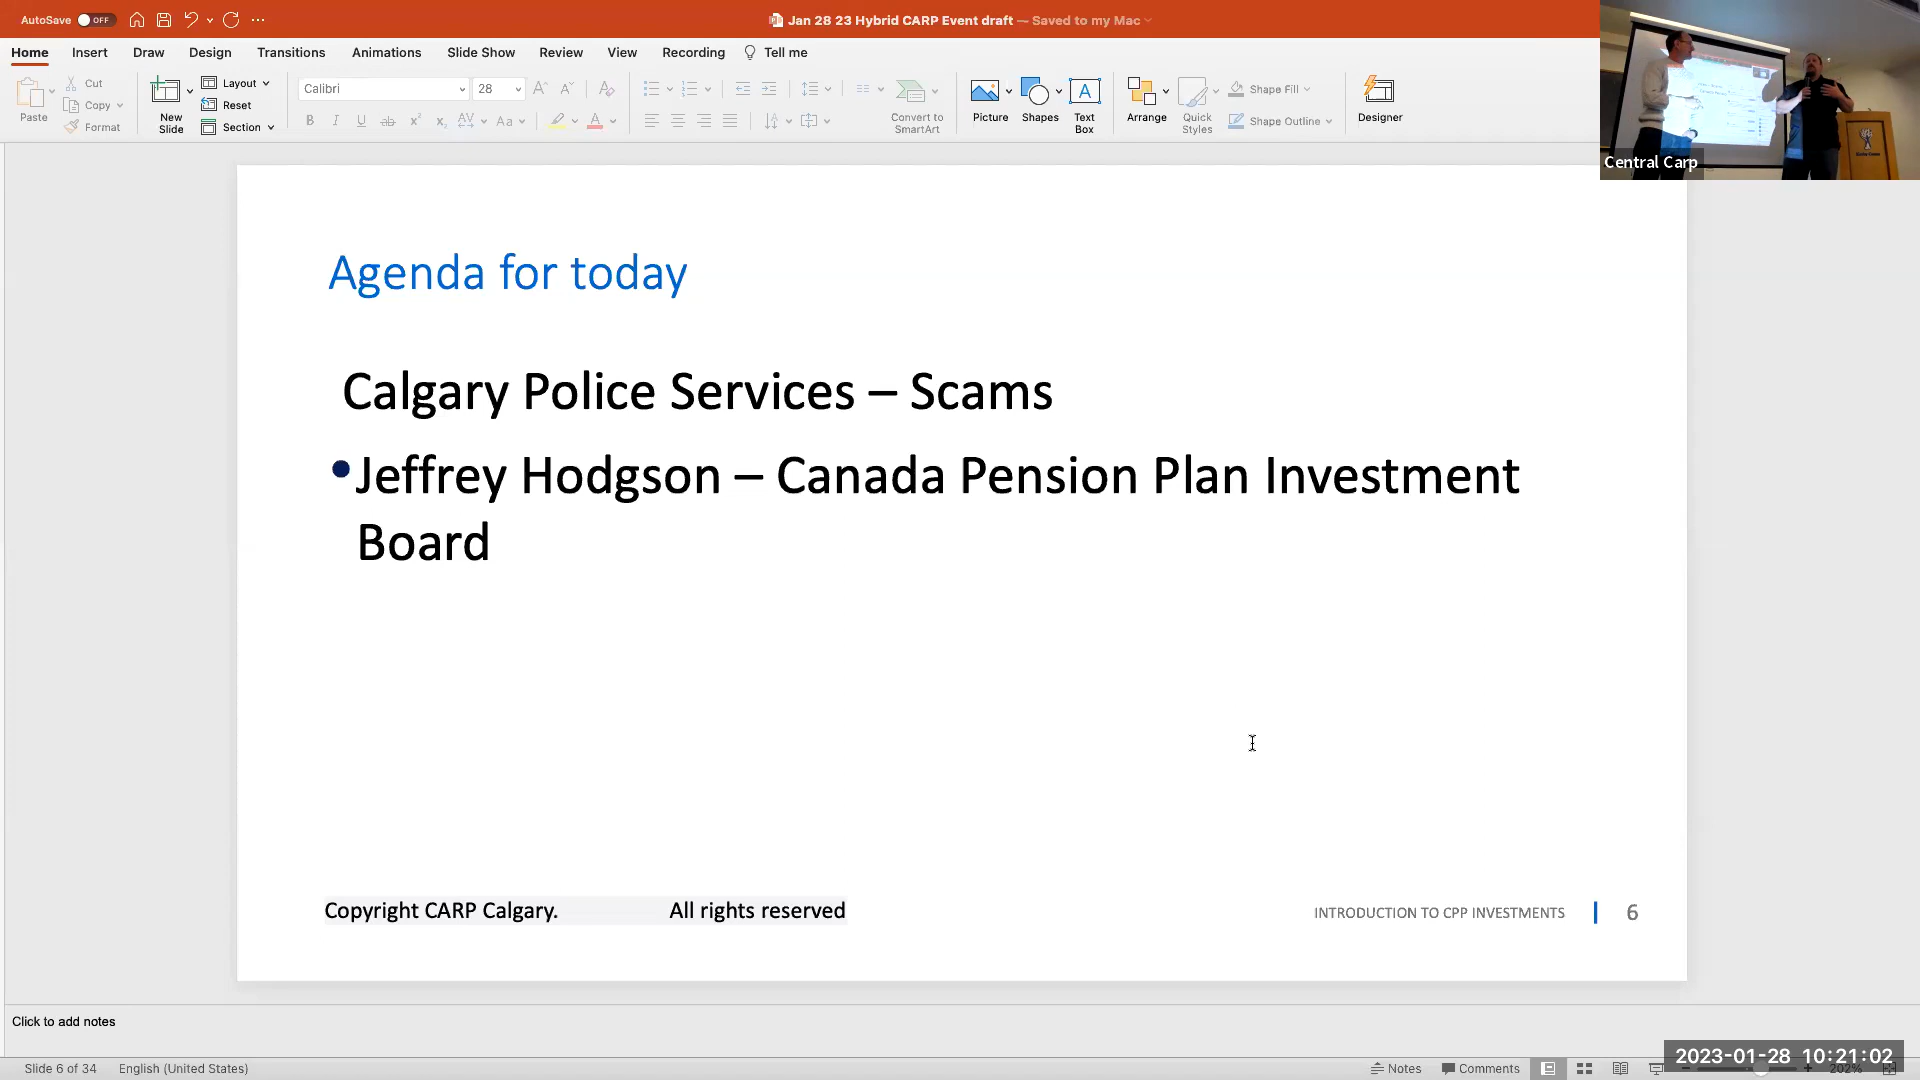 AutoSave OFF
Jan 28 23 Hybrid CARP Event draft — Saved to my Mac
Home Insert Draw Design Transitions Animations Slide Show Review View Recording Tell me
Paste
Cut
Copy
Format
New Slide
Layout
Reset
Section
Calibri 28
Convert to SmartArt
Picture
Shapes
Text Box
Arrange
Quick Styles
Shape Fill
Shape Outline
Designer
Central Carp
Agenda for today
Calgary Police Services – Scams
•Jeffrey Hodgson – Canada Pension Plan Investment
Board
Copyright CARP Calgary. All rights reserved
INTRODUCTION TO CPP INVESTMENTS | 6
Click to add notes
Slide 6 of 34 English (United States)
Notes Comments
2023-01-28 10:21:02
202%